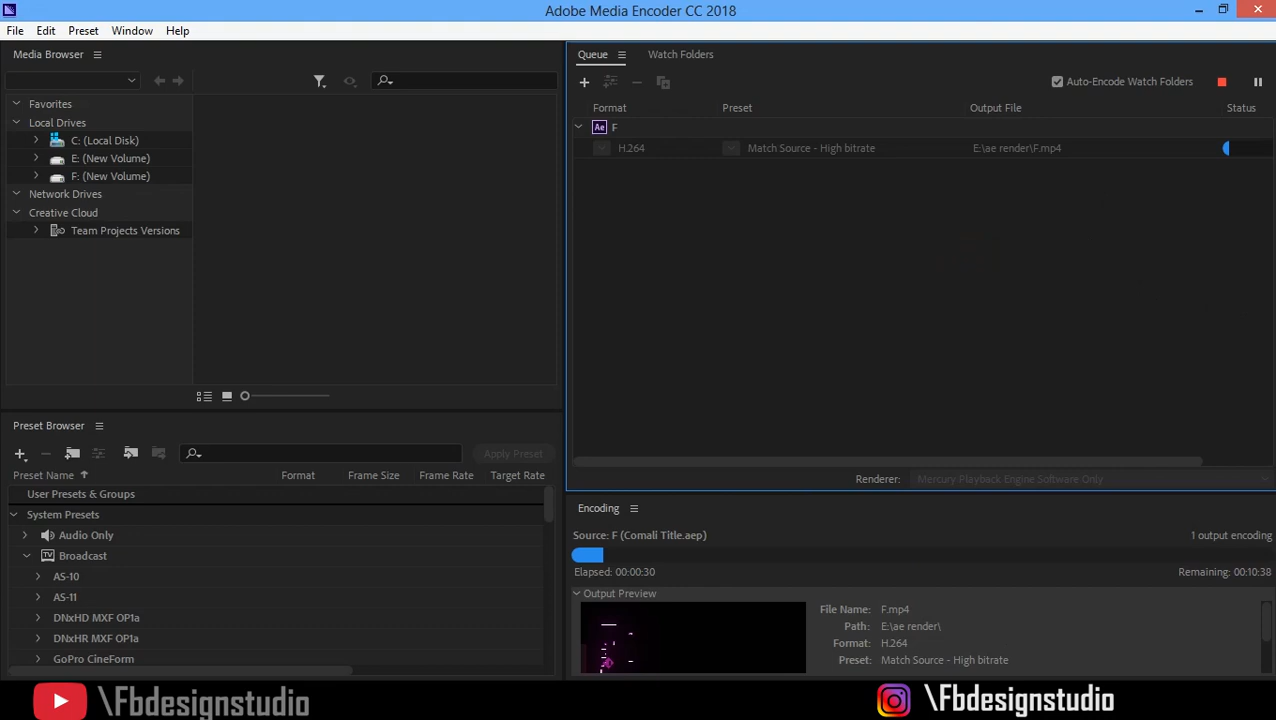 Adobe Media Encoder CC 2018
File Edit Preset Window Help
Media Browser
Favorites
Local Drives
C: (Local Disk)
E: (New Volume)
F: (New Volume)
Network Drives
Creative Cloud
Team Projects Versions
Queue Watch Folders
Auto-Encode Watch Folders
Format Preset Output File Status
Ae F
H.264 Match Source - High bitrate E:\ae render\F.mp4
Renderer: Mercury Playback Engine Software Only
Preset Browser
Apply Preset
Preset Name Format Frame Size Frame Rate Target Rate
User Presets & Groups
System Presets
Audio Only
TV Broadcast
AS-10
AS-11
DNxHD MXF OP1a
DNxHR MXF OP1a
GoPro CineForm
Encoding
Source: F (Comali Title.aep) 1 output encoding
Elapsed: 00:00:30 Remaining: 00:10:38
Output Preview
File Name: F.mp4
Path: E:\ae render\
Format: H.264
Preset: Match Source - High bitrate
\Fbdesignstudio \Fbdesignstudio